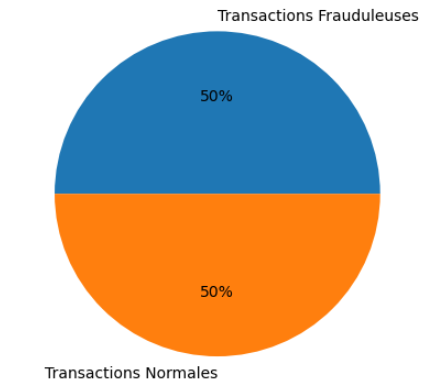 Transactions Frauduleuses
50%
50%
Transactions Normales